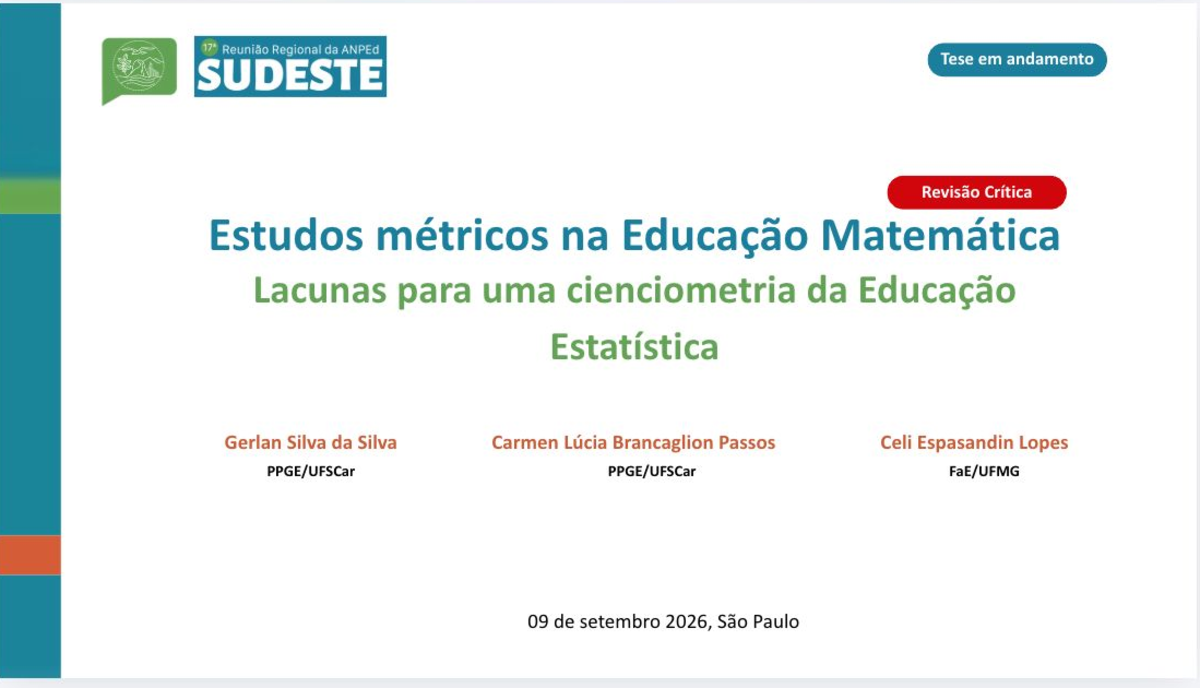 17ª Reunião Regional da ANPEd
SUDESTE
Tese em andamento
Revisão Crítica
Estudos métricos na Educação Matemática
Lacunas para uma cienciometria da Educação
Estatística
Gerlan Silva da Silva
PPGE/UFSCar
Carmen Lúcia Brancaglion Passos
PPGE/UFSCar
Celi Espasandin Lopes
FaE/UFMG
09 de setembro 2026, São Paulo